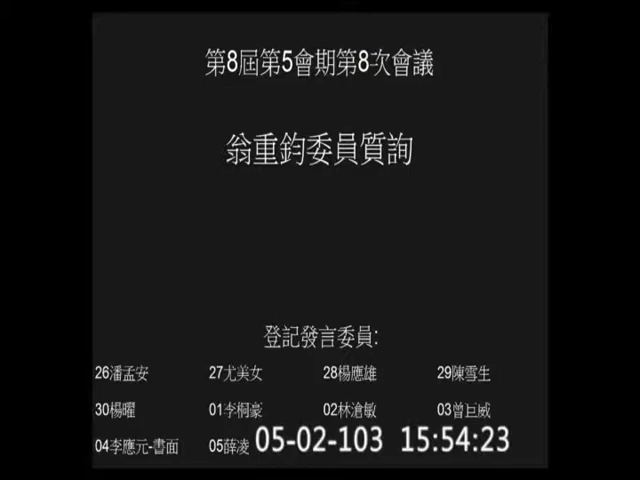 第8屆第5會期第8次會議
翁重鈞委員質詢
登記發言委員:
26潘孟安 27尤美女 28楊應雄 29陳雪生
30楊曜 01李桐豪 02林滄敏 03曾巨威
04李應元-書面 05薛凌 05-02-103 15:54:23